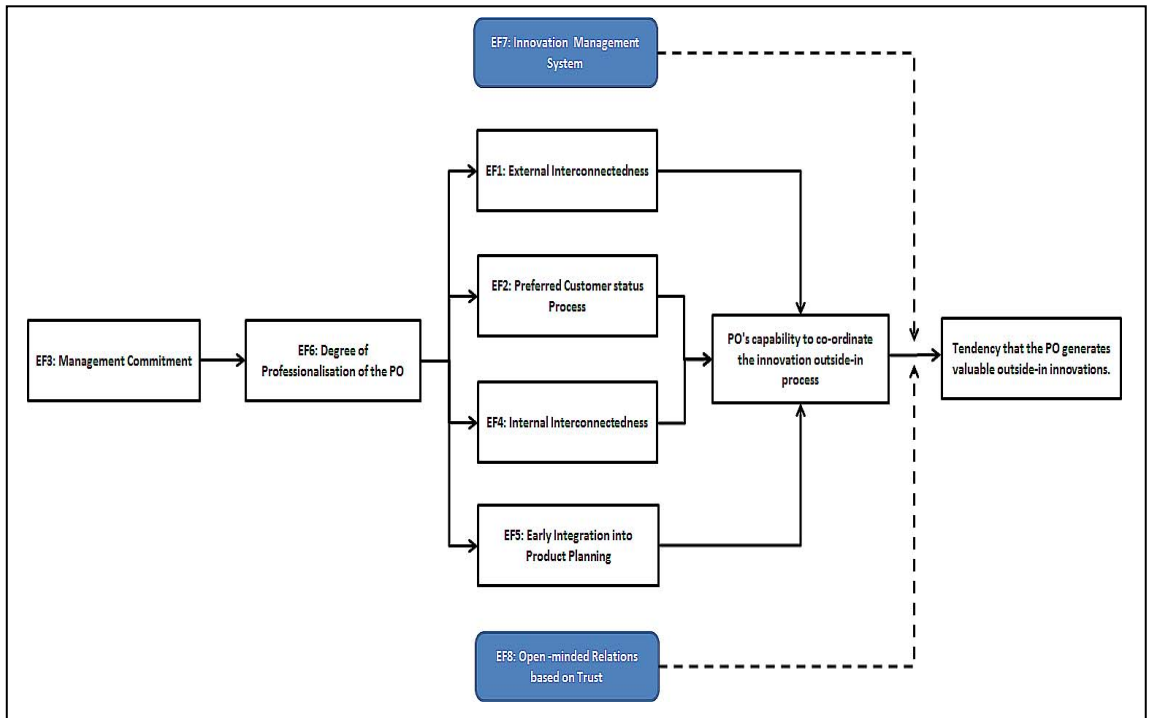 EF7: Innovation Management
System
EF1: External Interconnectedness
EF2: Preferred Customer status
Process
EF3: Management Commitment
EF6: Degree of
Professionalisation of the PO
PO's capability to co-ordinate
the innovation outside-in
process
Tendency that the PO generates
valuable outside-in innovations.
EF4: Internal Interconnectedness
EF5: Early Integration into
Product Planning
EF8: Open -minded Relations
based on Trust